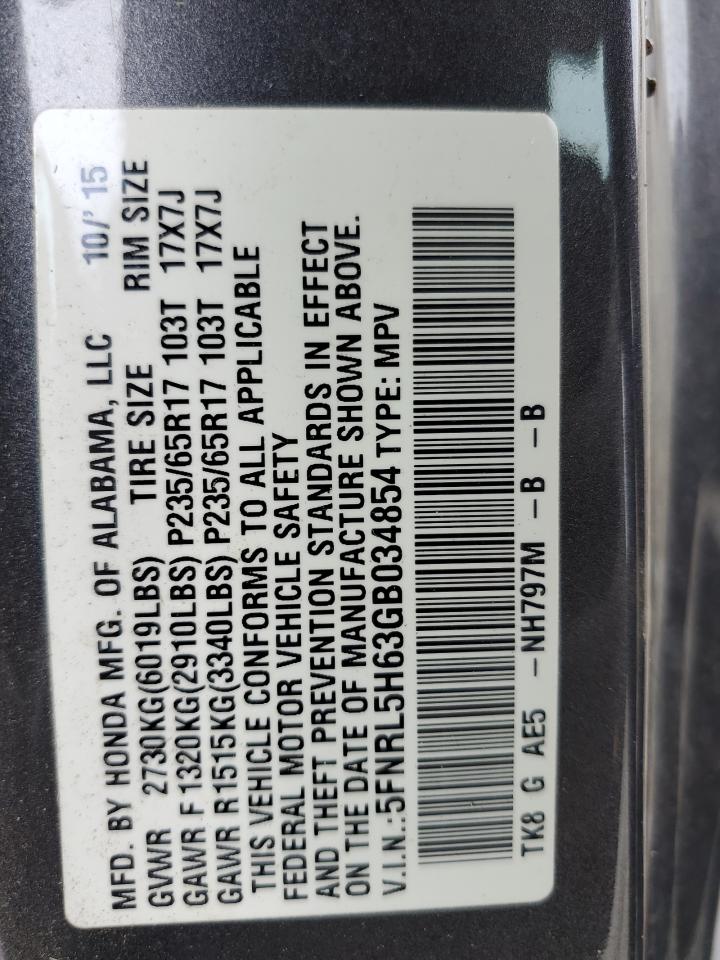 MFD. BY HONDA MFG. OF ALABAMA, LLC 10/' 15
GVWR 2730KG(6019LBS) TIRE SIZE RIM SIZE
GAWR F 1320KG(2910LBS) P235/65R17 103T 17X7J
GAWR R1515KG(3340LBS) P235/65R17 103T 17X7J
THIS VEHICLE CONFORMS TO ALL APPLICABLE
FEDERAL MOTOR VEHICLE SAFETY
AND THEFT PREVENTION STANDARDS IN EFFECT
ON THE DATE OF MANUFACTURE SHOWN ABOVE.
V.I.N.:5FNRL5H63GB034854 TYPE: MPV
TK8 G AE5 -NH797M -B -B